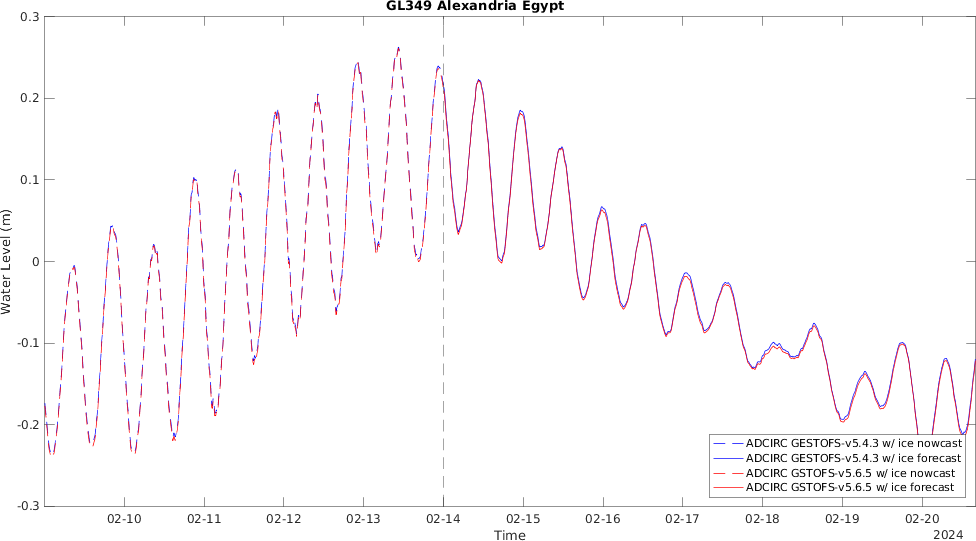 GL349 Alexandria Egypt
0.3
0.2
0.1
0
-0.1
-0.2
-0.3
Water Level (m)
ADCIRC GESTOFS-v5.4.3 w/ ice nowcast
ADCIRC GESTOFS-v5.4.3 w/ ice forecast
ADCIRC GSTOFS-v5.6.5 w/ ice nowcast
ADCIRC GSTOFS-v5.6.5 w/ ice forecast
02-10 02-11 02-12 02-13 02-14 02-15 02-16 02-17 02-18 02-19 02-20
Time
2024